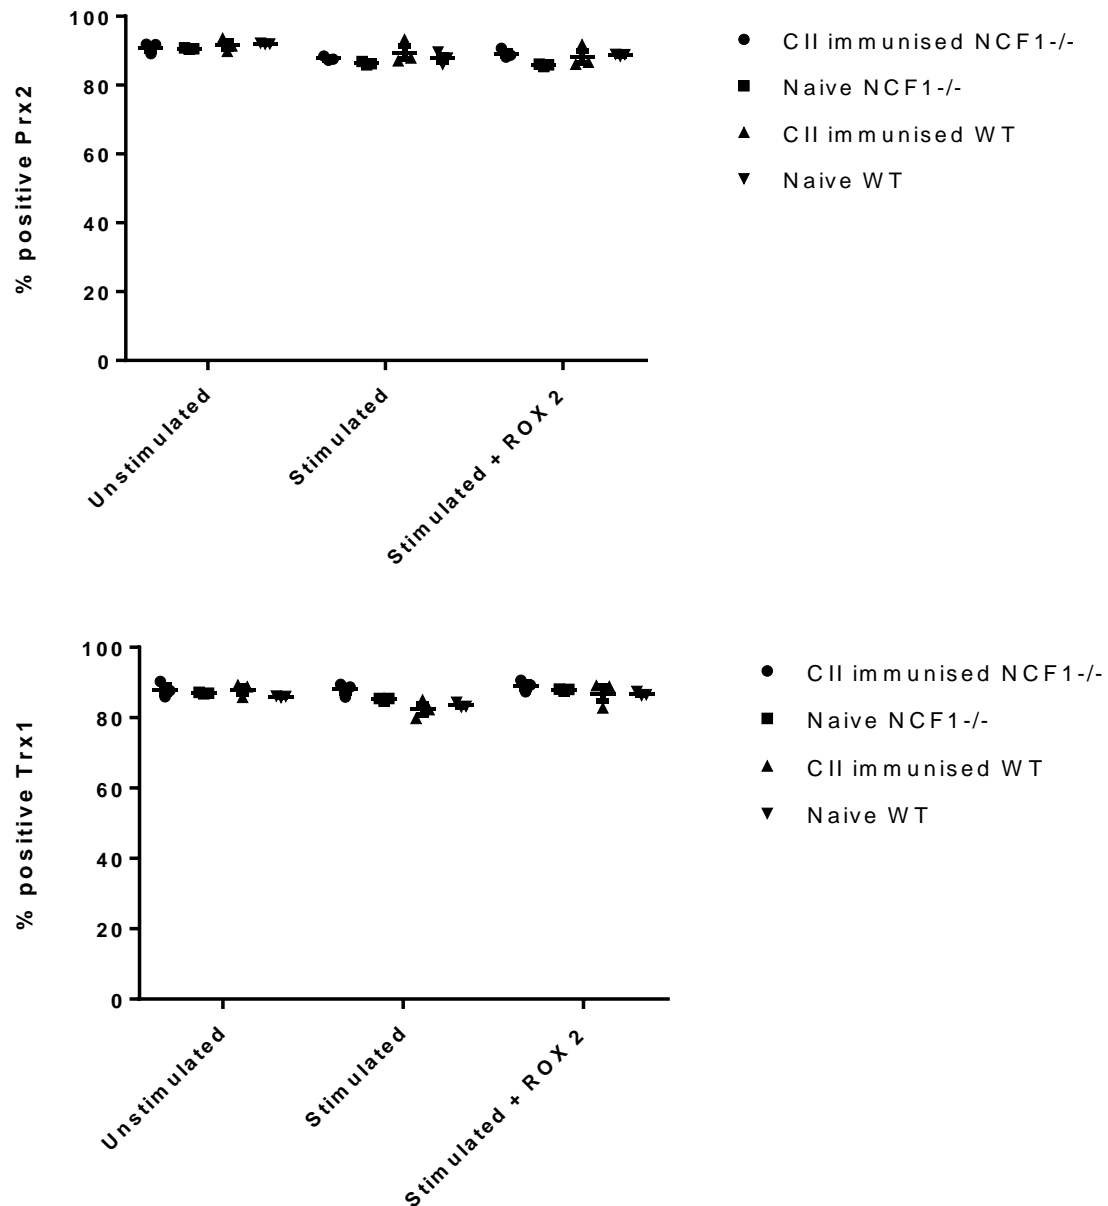 % positive Prx2
100
80
60
40
20
0
Unstimulated
Stimulated
Stimulated + ROX 2
CII immunised NCF1-/-
Naive NCF1-/-
CII immunised WT
Naive WT
% positive Trx1
100
80
60
40
20
0
Unstimulated
Stimulated
Stimulated + ROX 2
CII immunised NCF1-/-
Naive NCF1-/-
CII immunised WT
Naive WT